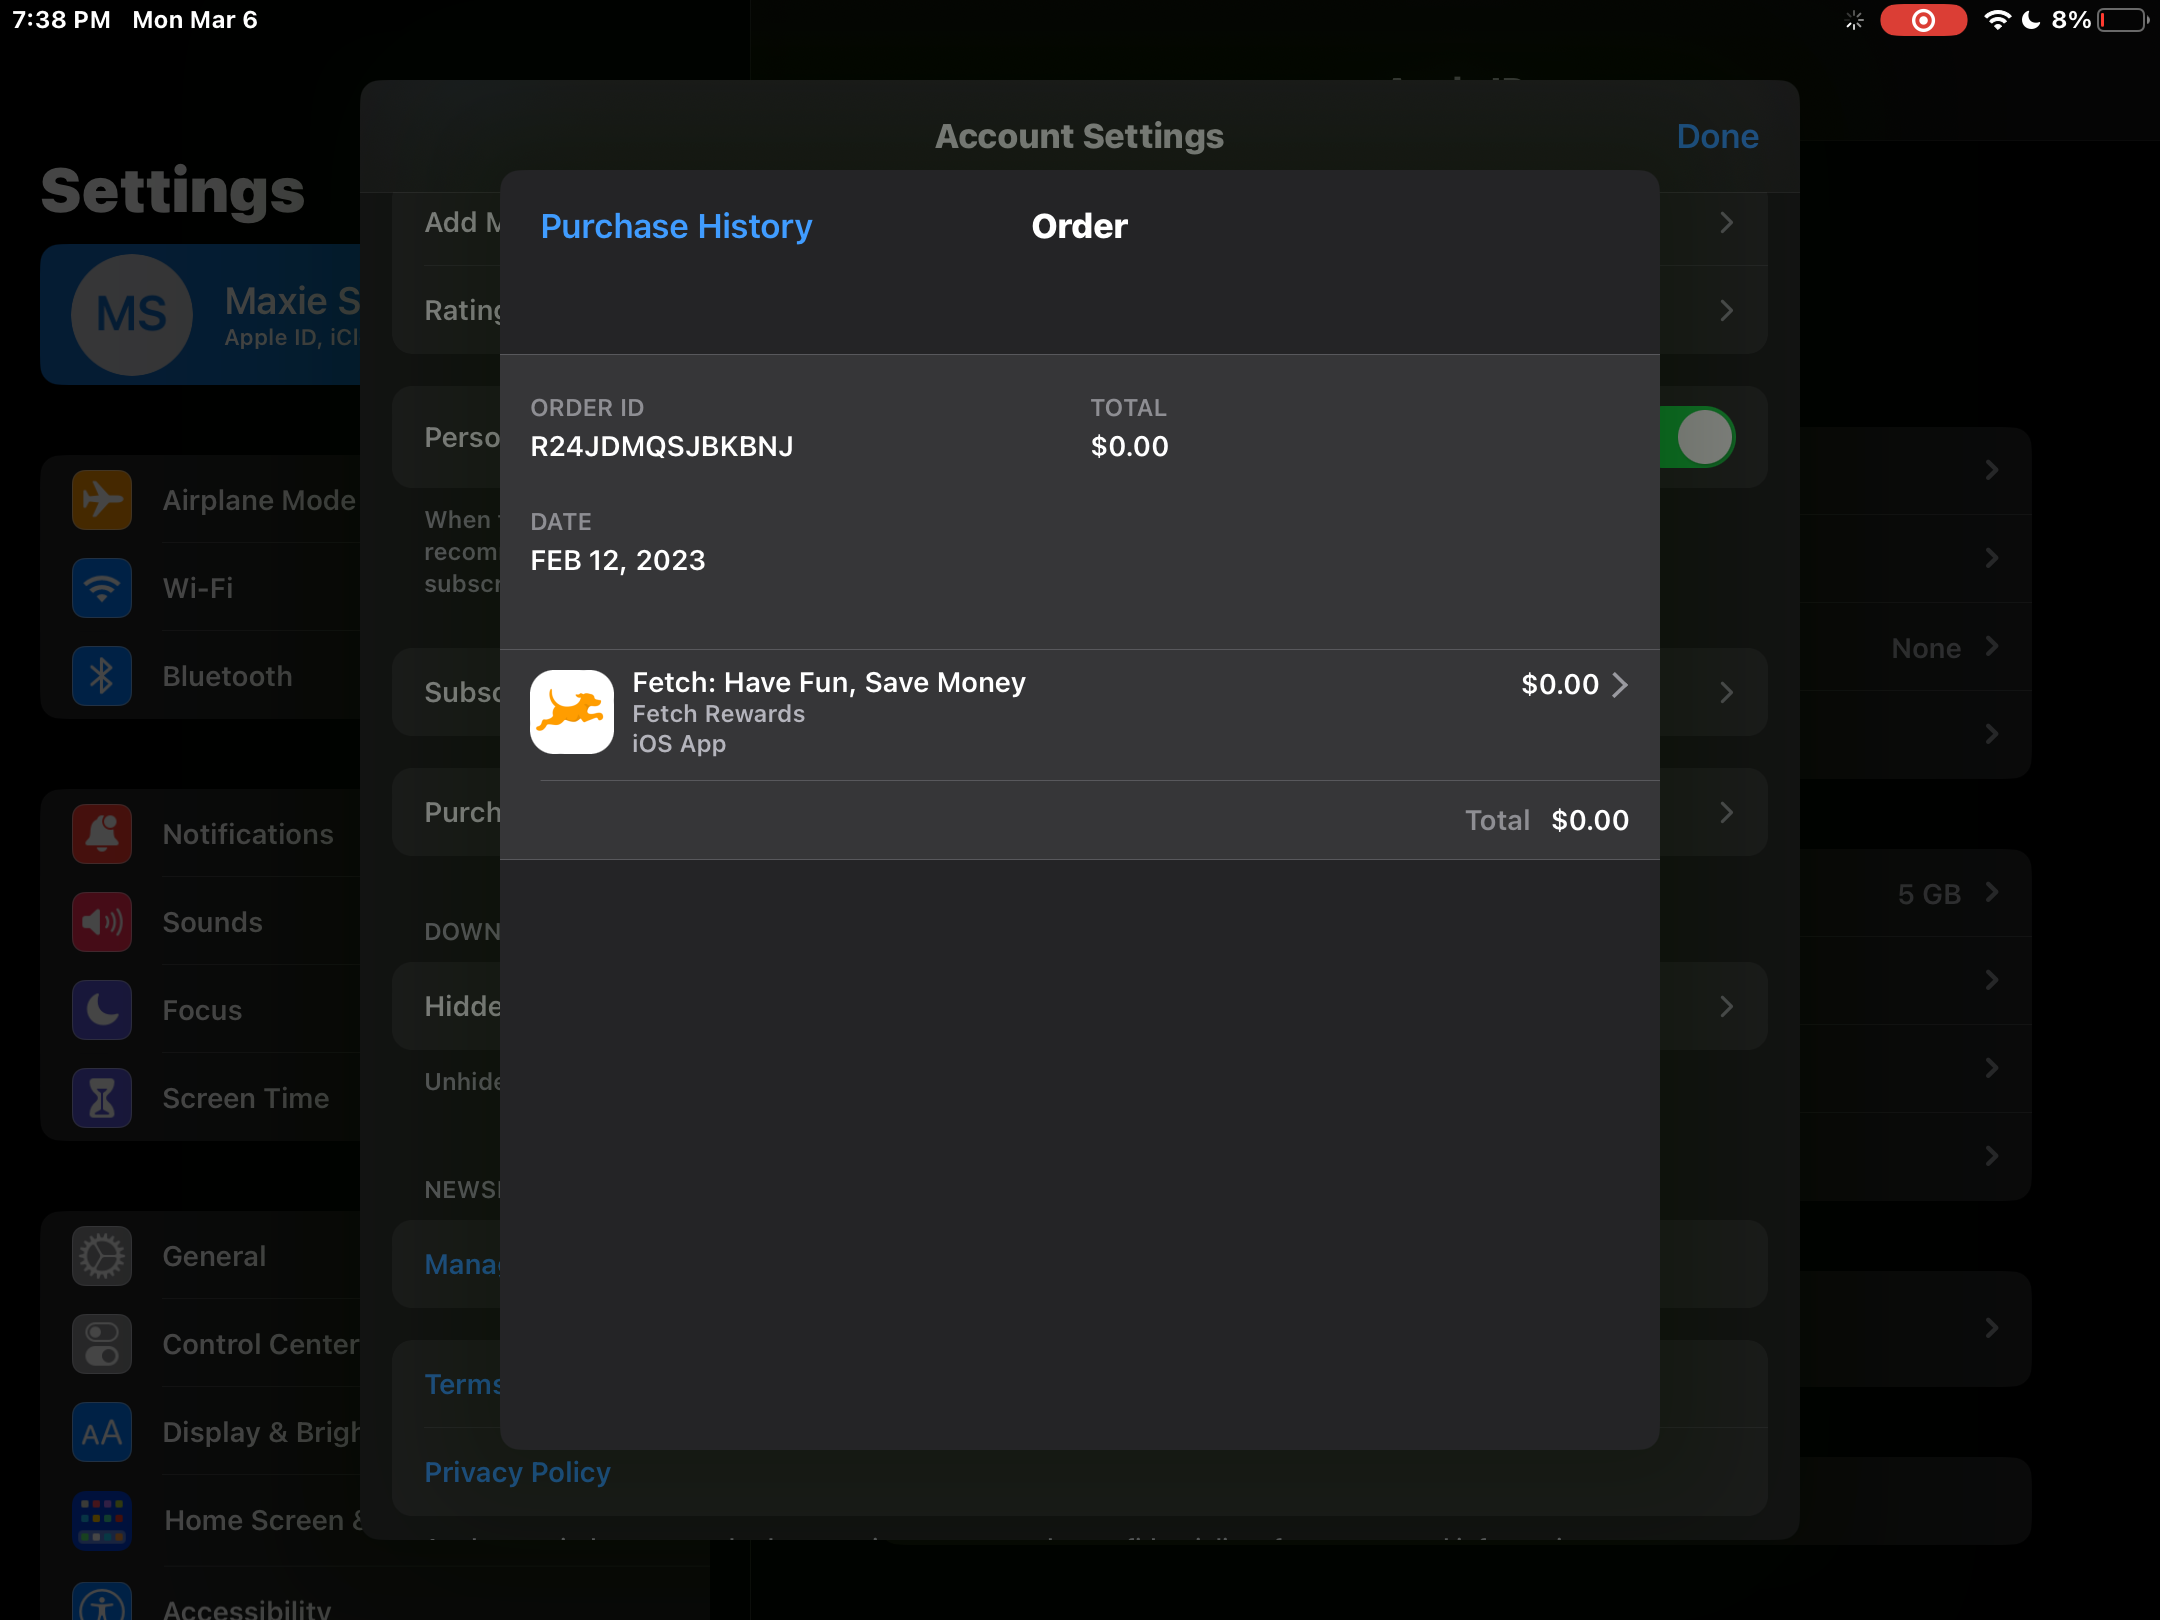 7:38 PM Mon Mar 6
8%
Settings
MS
Maxie S
Apple ID, iCl
Airplane Mode
Wi-Fi
Bluetooth
Notifications
Sounds
Focus
Screen Time
General
Control Center
Display & Brigh
Home Screen &
Accessibility
Account Settings
Done
Add M
Rating
Perso
When
recom
subscr
Subsc
Purch
DOWN
Hidde
Unhide
NEWS
Manag
Terms
Privacy Policy
Purchase History
Order
ORDER ID
R24JDMQSJBKBNJ
TOTAL
$0.00
DATE
FEB 12, 2023
Fetch: Have Fun, Save Money
$0.00
Fetch Rewards
iOS App
Total $0.00
None
5 GB